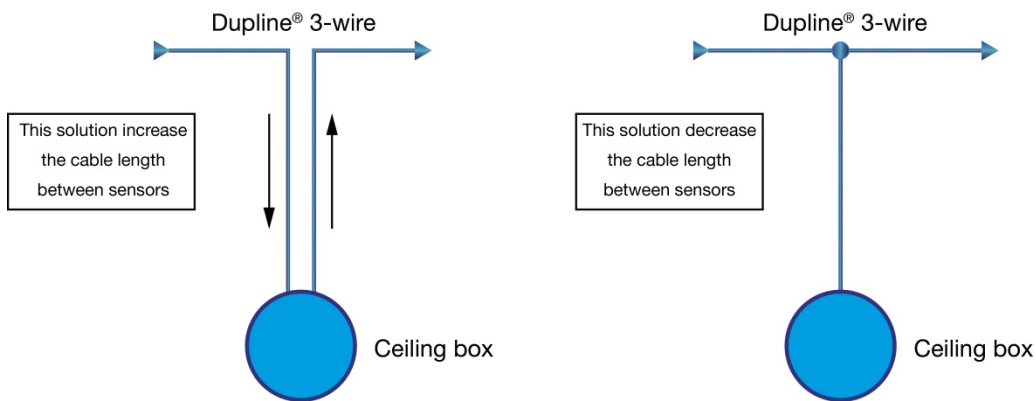 Dupline® 3-wire
This solution increase
the cable length
between sensors
Ceiling box
Dupline® 3-wire
This solution decrease
the cable length
between sensors
Ceiling box